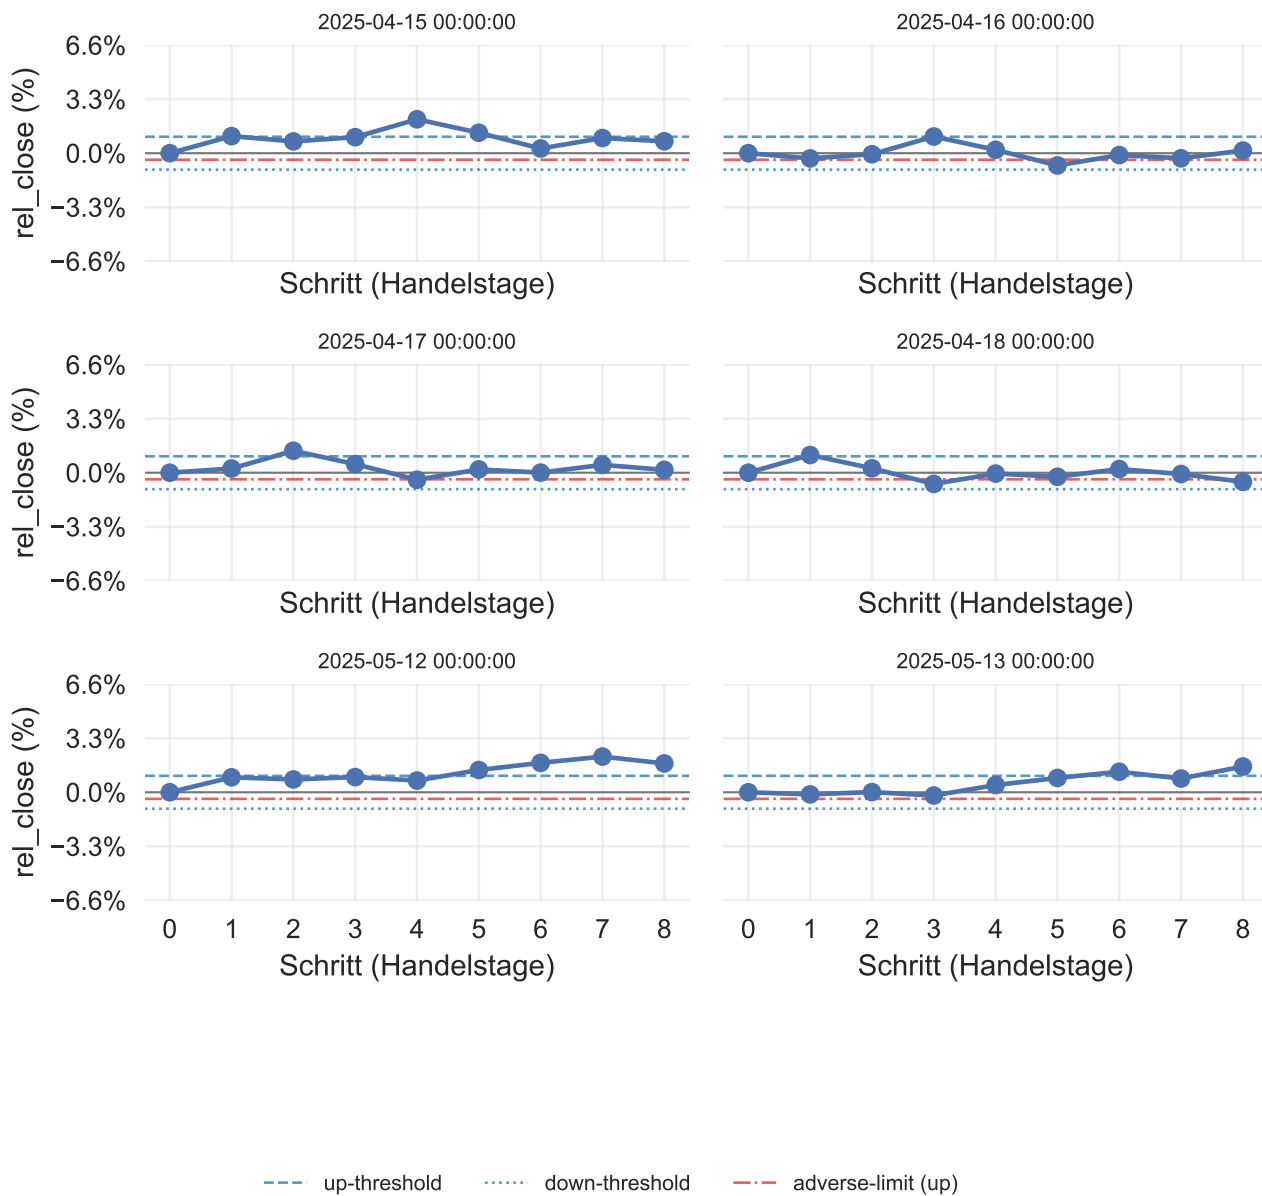 2025-04-15 00:00:00
2025-04-16 00:00:00
6.6%
3.3%
0.0%
−3.3%
−6.6%
rel_close (%)
Schritt (Handelstage)
Schritt (Handelstage)
2025-04-17 00:00:00
2025-04-18 00:00:00
6.6%
3.3%
0.0%
−3.3%
−6.6%
rel_close (%)
Schritt (Handelstage)
Schritt (Handelstage)
2025-05-12 00:00:00
2025-05-13 00:00:00
6.6%
3.3%
0.0%
−3.3%
−6.6%
rel_close (%)
0 1 2 3 4 5 6 7 8
0 1 2 3 4 5 6 7 8
Schritt (Handelstage)
Schritt (Handelstage)
up-threshold
down-threshold
adverse-limit (up)